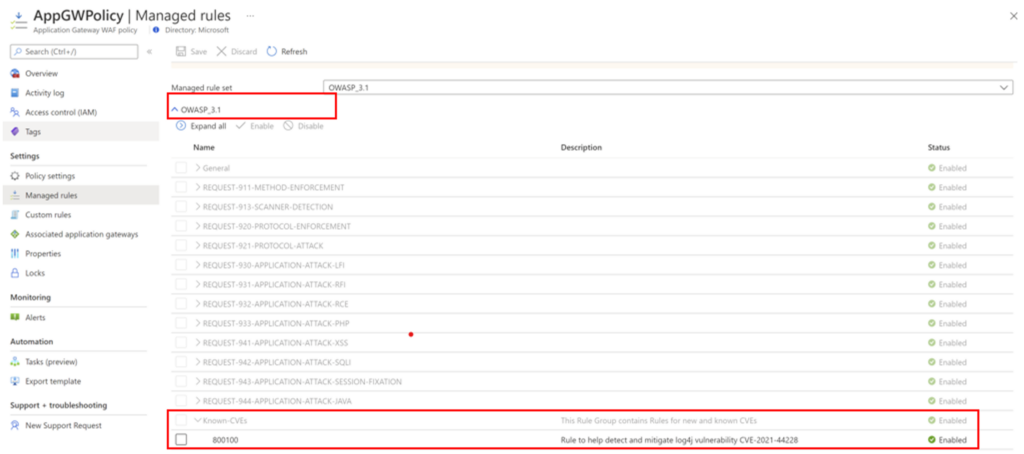 AppGWPolicy | Managed rules ...
Application Gateway WAF policy Directory: Microsoft
Search (Ctrl+/) «
Save Discard Refresh
Overview
Activity log
Access control (IAM)
Tags
Settings
Policy settings
Managed rules
Custom rules
Associated application gateways
Properties
Locks
Monitoring
Alerts
Automation
Tasks (preview)
Export template
Support + troubleshooting
New Support Request
Managed rule set OWASP_3.1
OWASP_3.1
Expand all Enable Disable
Name Description Status
General Enabled
REQUEST-911-METHOD-ENFORCEMENT Enabled
REQUEST-913-SCANNER-DETECTION Enabled
REQUEST-920-PROTOCOL-ENFORCEMENT Enabled
REQUEST-921-PROTOCOL-ATTACK Enabled
REQUEST-930-APPLICATION-ATTACK-LFI Enabled
REQUEST-931-APPLICATION-ATTACK-RFI Enabled
REQUEST-932-APPLICATION-ATTACK-RCE Enabled
REQUEST-933-APPLICATION-ATTACK-PHP Enabled
REQUEST-941-APPLICATION-ATTACK-XSS Enabled
REQUEST-942-APPLICATION-ATTACK-SQLI Enabled
REQUEST-943-APPLICATION-ATTACK-SESSION-FIXATION Enabled
REQUEST-944-APPLICATION-ATTACK-JAVA Enabled
Known-CVEs This Rule Group contains Rules for new and known CVEs Enabled
800100 Rule to help detect and mitigate log4j vulnerability CVE-2021-44228 Enabled